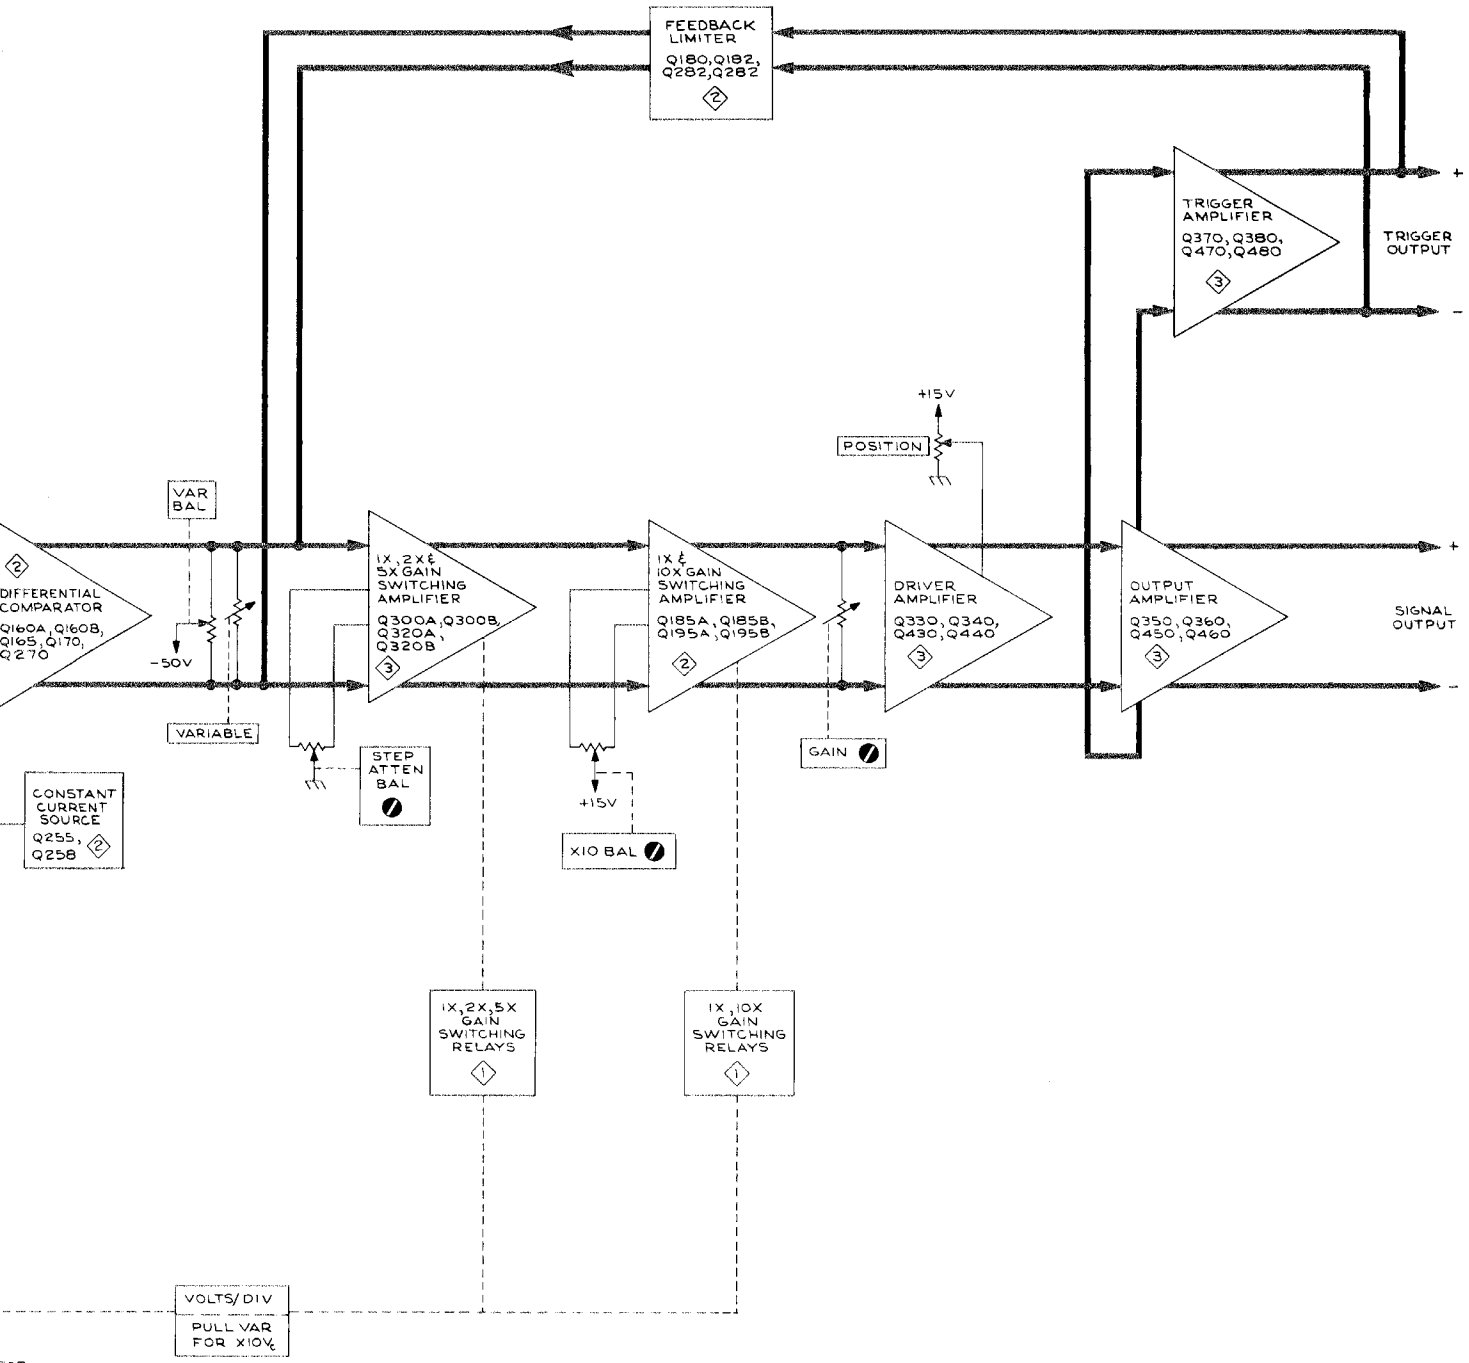 FEEDBACK
LIMITER
Q180,Q182,
Q282,Q282
2
TRIGGER
AMPLIFIER
Q370,Q380,
Q470,Q480
3
+
TRIGGER
OUTPUT
-
+15V
POSITION
VAR
BAL
2
DIFFERENTIAL
COMPARATOR
Q160A,Q160B,
Q165,Q170,
Q270
-50V
VARIABLE
1X,2X&
5X GAIN
SWITCHING
AMPLIFIER
Q300A,Q300B,
Q320A,
Q320B
3
1X &
10X GAIN
SWITCHING
AMPLIFIER
Q185A,Q185B,
Q195A,Q195B
2
DRIVER
AMPLIFIER
Q330,Q340,
Q430,Q440
3
OUTPUT
AMPLIFIER
Q350,Q360,
Q450,Q460
3
+
SIGNAL
OUTPUT
-
STEP
ATTEN
BAL
+15V
X10 BAL
GAIN
CONSTANT
CURRENT
SOURCE
Q255,
Q258
2
1X,2X,5X
GAIN
SWITCHING
RELAYS
1
1X,10X
GAIN
SWITCHING
RELAYS
1
VOLTS/DIV
PULL VAR
FOR X10Vc